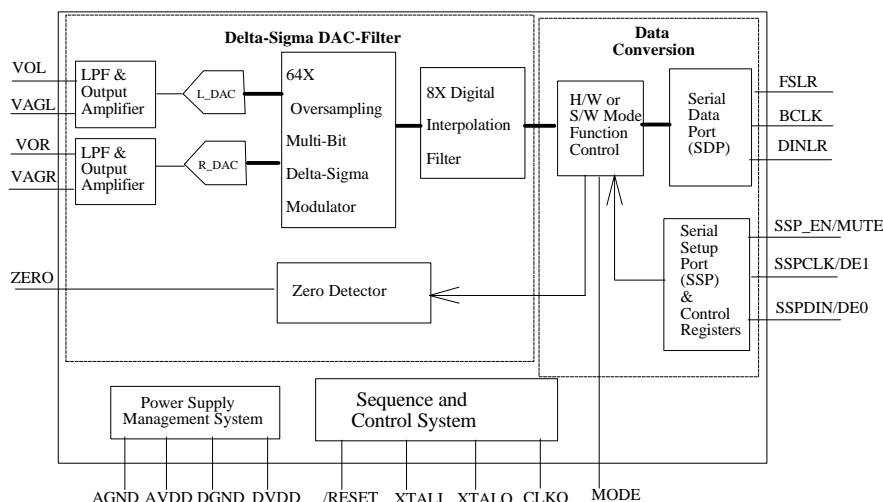 Delta-Sigma DAC-Filter
Data
Conversion
VOL
VAGL
VOR
VAGR
ZERO
LPF &
Output
Amplifier
LPF &
Output
Amplifier
L_DAC
R_DAC
64X
Oversampling
Multi-Bit
Delta-Sigma
Modulator
8X Digital
Interpolation
Filter
H/W or
S/W Mode
Function
Control
Serial
Data
Port
(SDP)
FSLR
BCLK
DINLR
Serial
Setup
Port
(SSP)
&
Control
Registers
SSP_EN/MUTE
SSPCLK/DE1
SSPDIN/DE0
Zero Detector
Power Supply
Management System
Sequence and
Control System
AGND AVDD DGND DVDD /RESET XTALI XTALO CLKO MODE